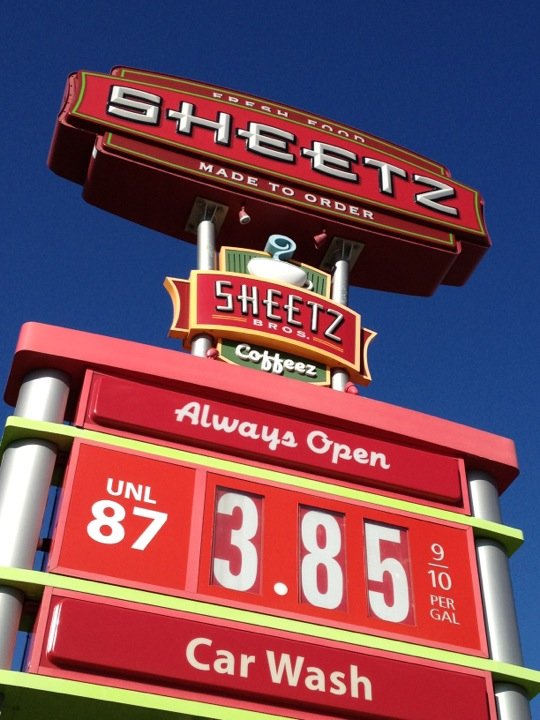 FRESH FOOD
SHEETZ
MADE TO ORDER
SHEETZ
BROS.
Coffeez
Always Open
UNL
87
3.85 9/10
PER
GAL
Car Wash